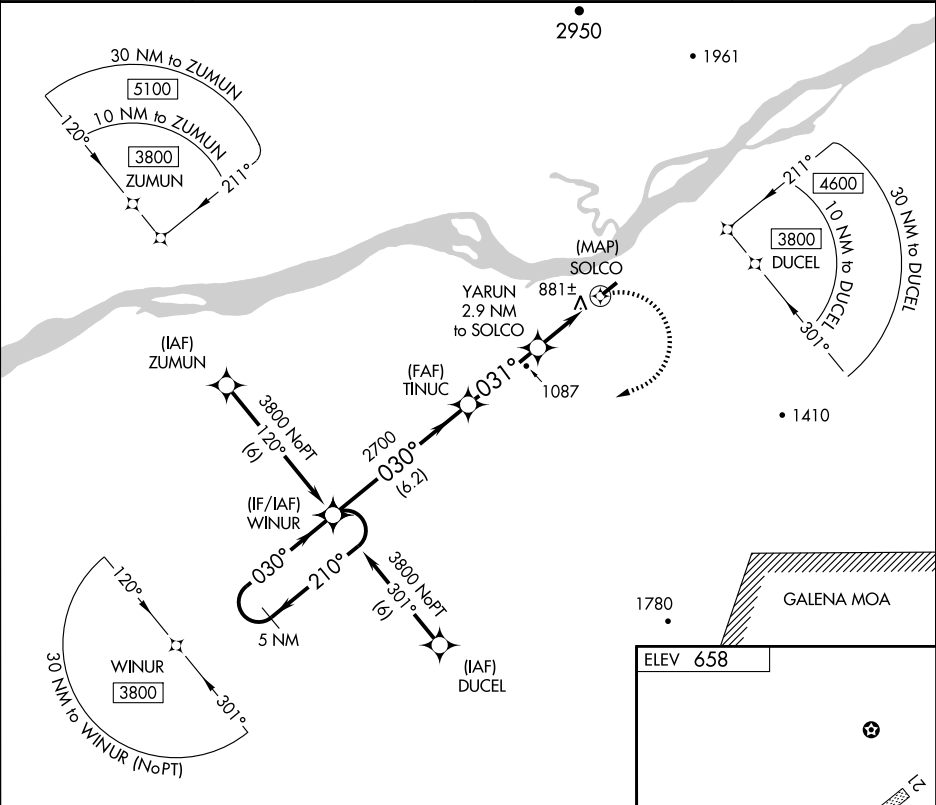 2950
1961
30 NM to ZUMUN
5100
10 NM to ZUMUN
120°
3800
ZUMUN
211°
211°
4600
30 NM to DUCEL
10 NM to DUCEL
3800
DUCEL
301°
(MAP)
SOLCO
881±
YARUN
2.9 NM
to SOLCO
(IAF)
ZUMUN
(FAF)
TINUC
031°
1087
1410
3800 NoPT
120°
(6)
2700
030°
(6.2)
(IF/IAF)
WINUR
030°
210°
5 NM
3800 NoPT
301°
(6)
(IAF)
DUCEL
120°
WINUR
3800
301°
30 NM to WINUR (NoPT)
1780
GALENA MOA
ELEV 658
21